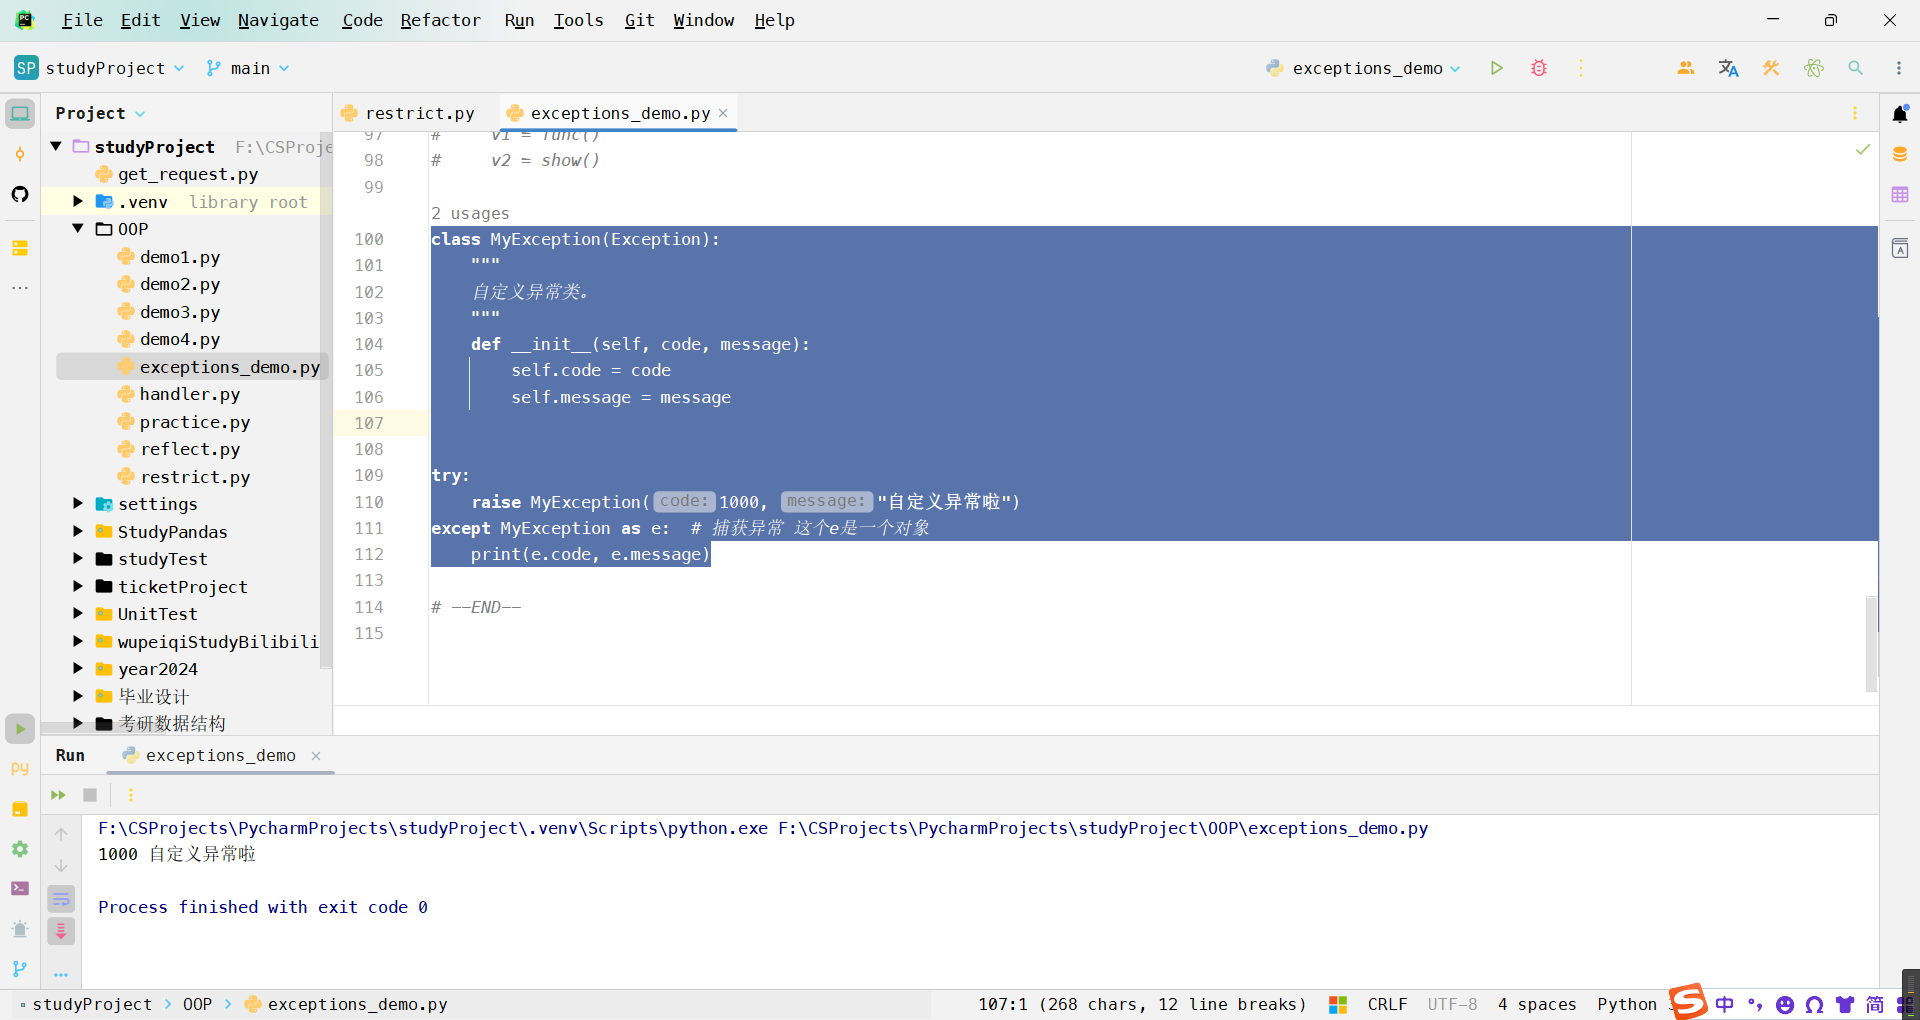 File Edit View Navigate Code Refactor Run Tools Git Window Help
SP studyProject main exceptions_demo
Project
restrict.py exceptions_demo.py
studyProject F:\CSProje
get_request.py
.venv library root
OOP
demo1.py
demo2.py
demo3.py
demo4.py
exceptions_demo.py
handler.py
practice.py
reflect.py
restrict.py
settings
StudyPandas
studyTest
ticketProject
UnitTest
wupeiqiStudyBilibili
year2024
毕业设计
考研数据结构
97 # v1 = func()
98 # v2 = show()
99
2 usages
100 class MyException(Exception):
101 """
102 自定义异常类。
103 """
104 def __init__(self, code, message):
105 self.code = code
106 self.message = message
107
108
109 try:
110 raise MyException( code: 1000, message: "自定义异常啦")
111 except MyException as e: # 捕获异常 这个e是一个对象
112 print(e.code, e.message)
113
114 # --END--
115
Run exceptions_demo
F:\CSProjects\PycharmProjects\studyProject\.venv\Scripts\python.exe F:\CSProjects\PycharmProjects\studyProject\OOP\exceptions_demo.py
1000 自定义异常啦
Process finished with exit code 0
studyProject OOP exceptions_demo.py
107:1 (268 chars, 12 line breaks) CRLF UTF-8 4 spaces Python
中 简